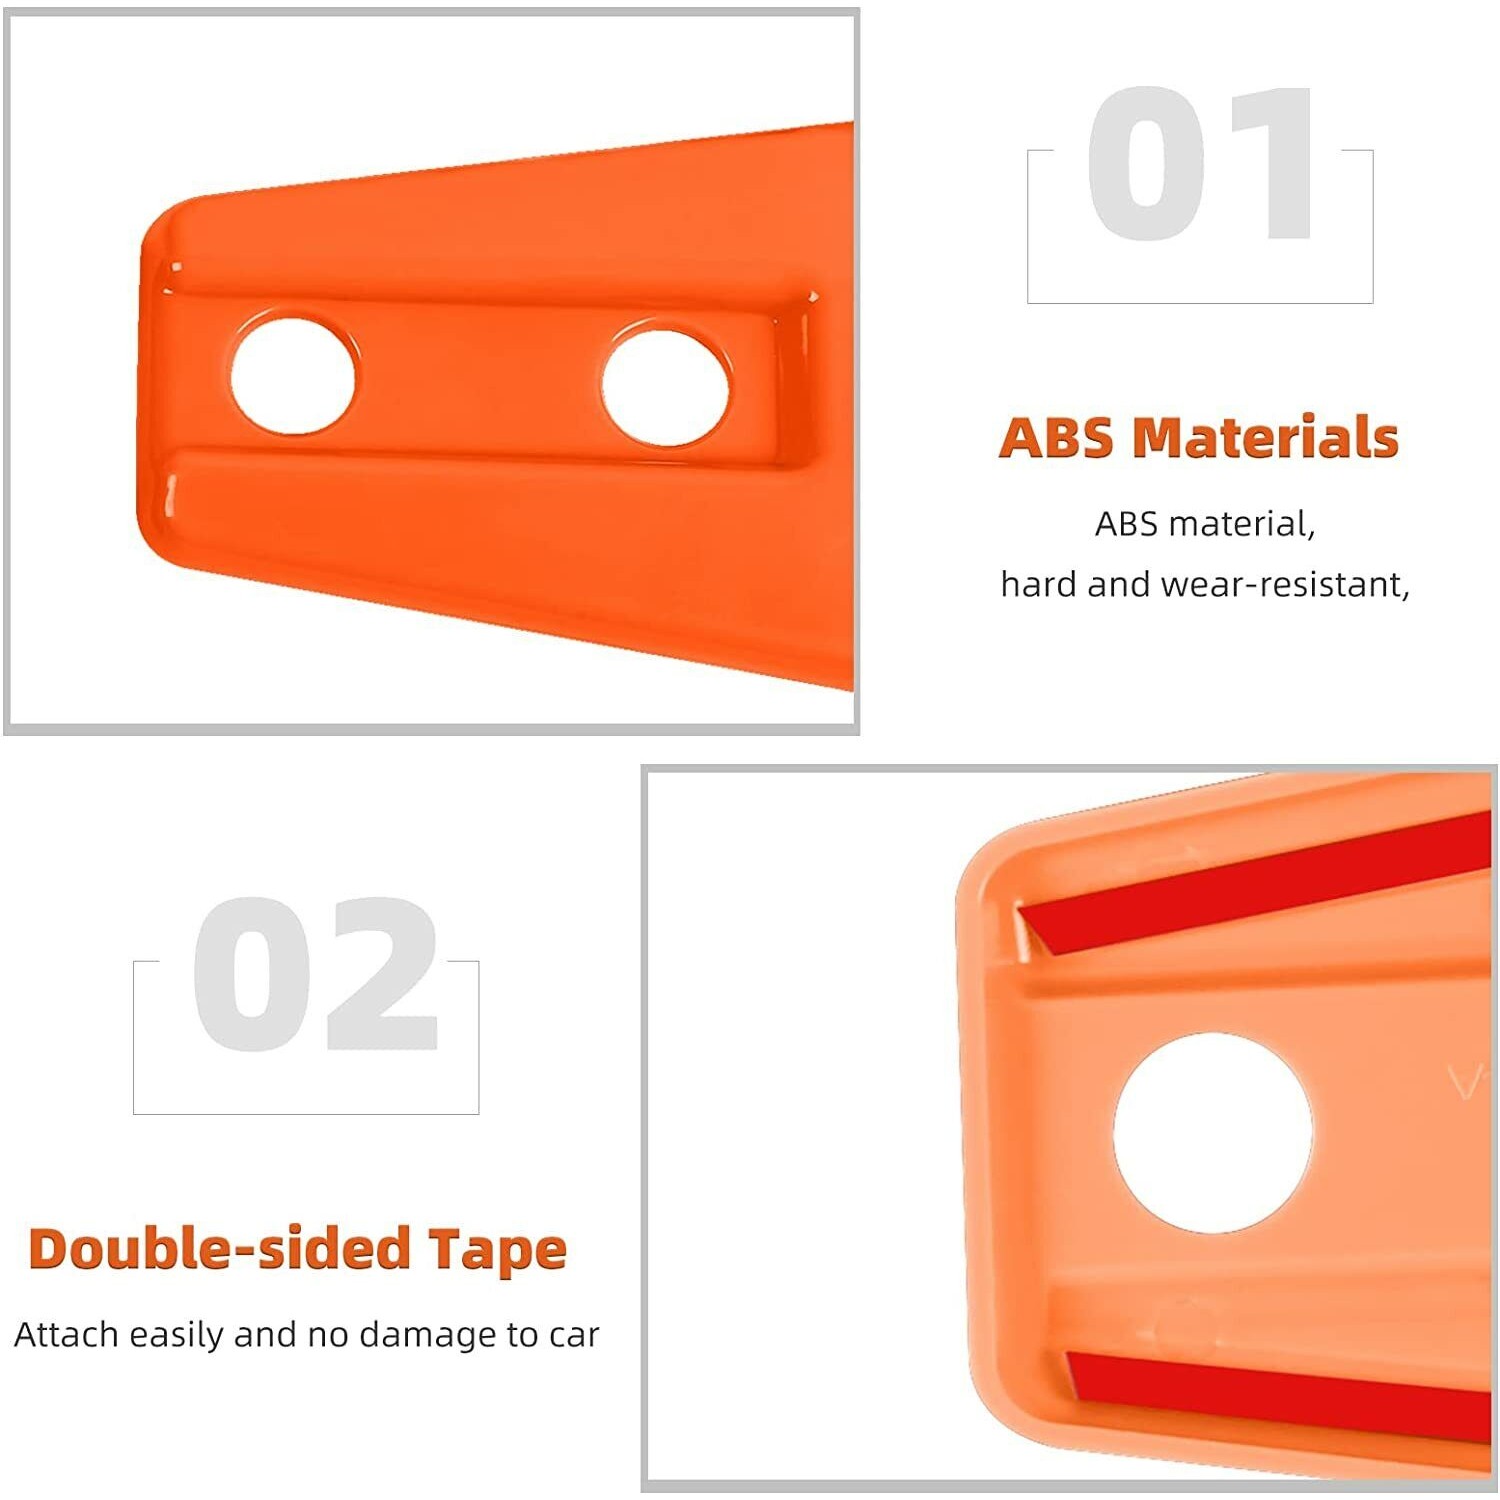 01
ABS Materials
ABS material,
hard and wear-resistant,
02
Double-sided Tape
Attach easily and no damage to car